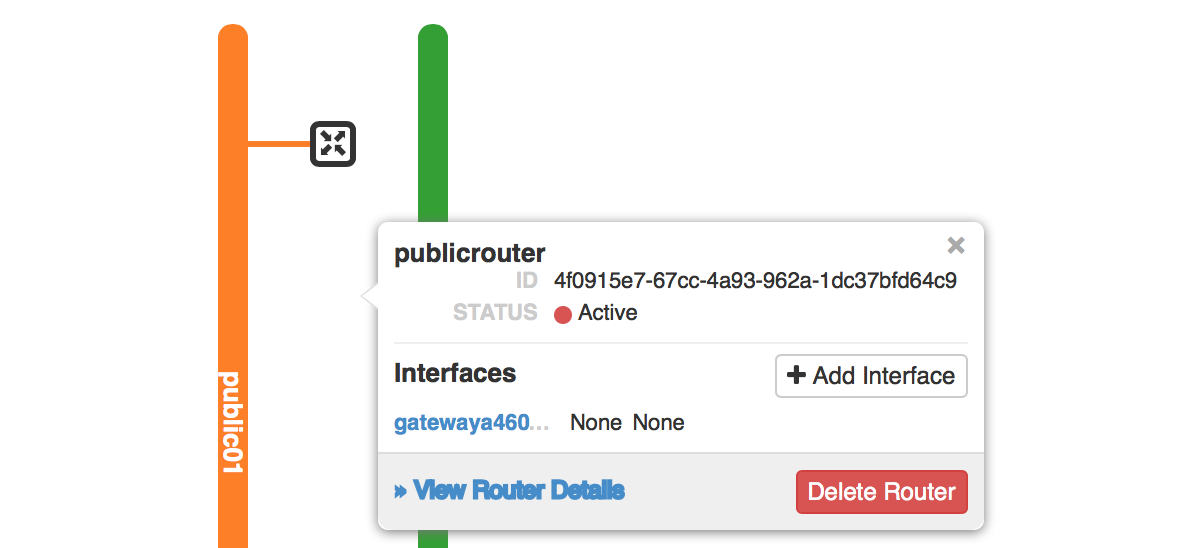 publicrouter
ID 4f0915e7-67cc-4a93-962a-1dc37bfd64c9
STATUS Active
Interfaces
Add Interface
gatewaya460... None None
» View Router Details
Delete Router
public01